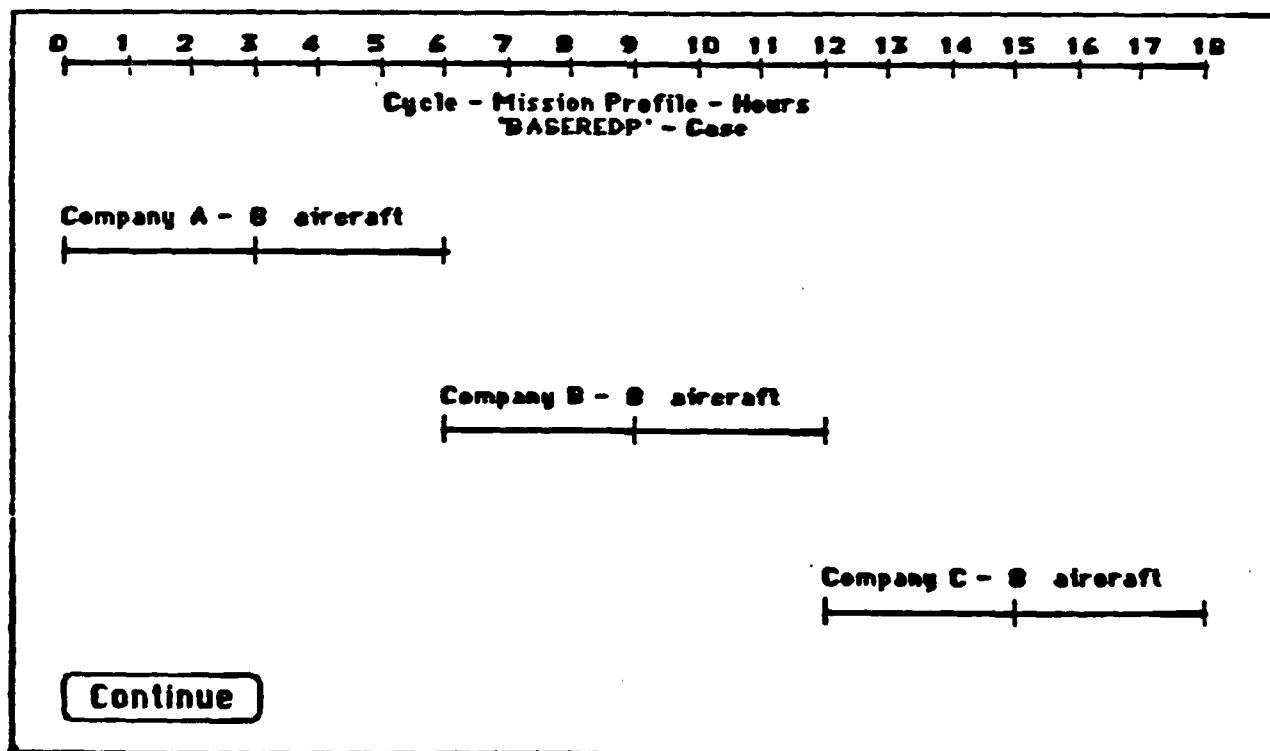 0 1 2 3 4 5 6 7 8 9 10 11 12 13 14 15 16 17 18
Cycle - Mission Profile - Hours
'BASEREDP' - Case
Company A - 8 aircraft
Company B - 8 aircraft
Company C - 8 aircraft
Continue